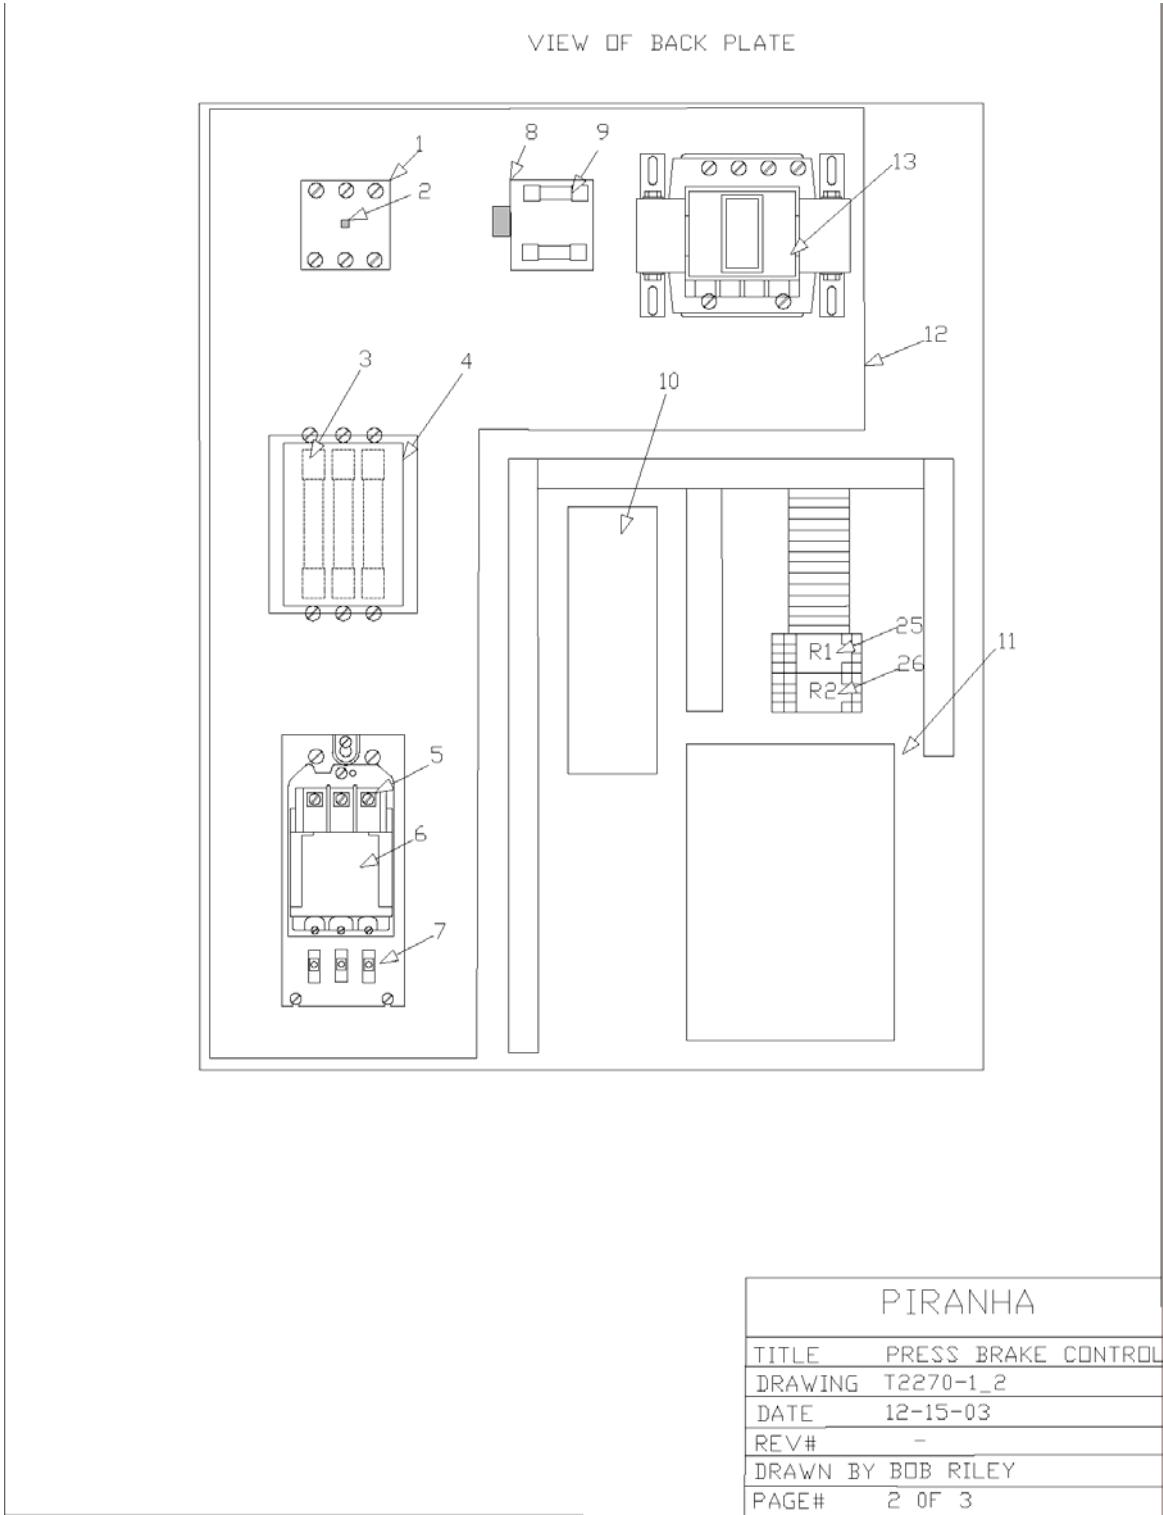 VIEW OF BACK PLATE
1
2
8
9
13
12
3
4
10
25
R1
26
R2
11
5
6
7
PIRANHA
TITLE PRESS BRAKE CONTROL
DRAWING T2270-1_2
DATE 12-15-03
REV# -
DRAWN BY BOB RILEY
PAGE# 2 OF 3